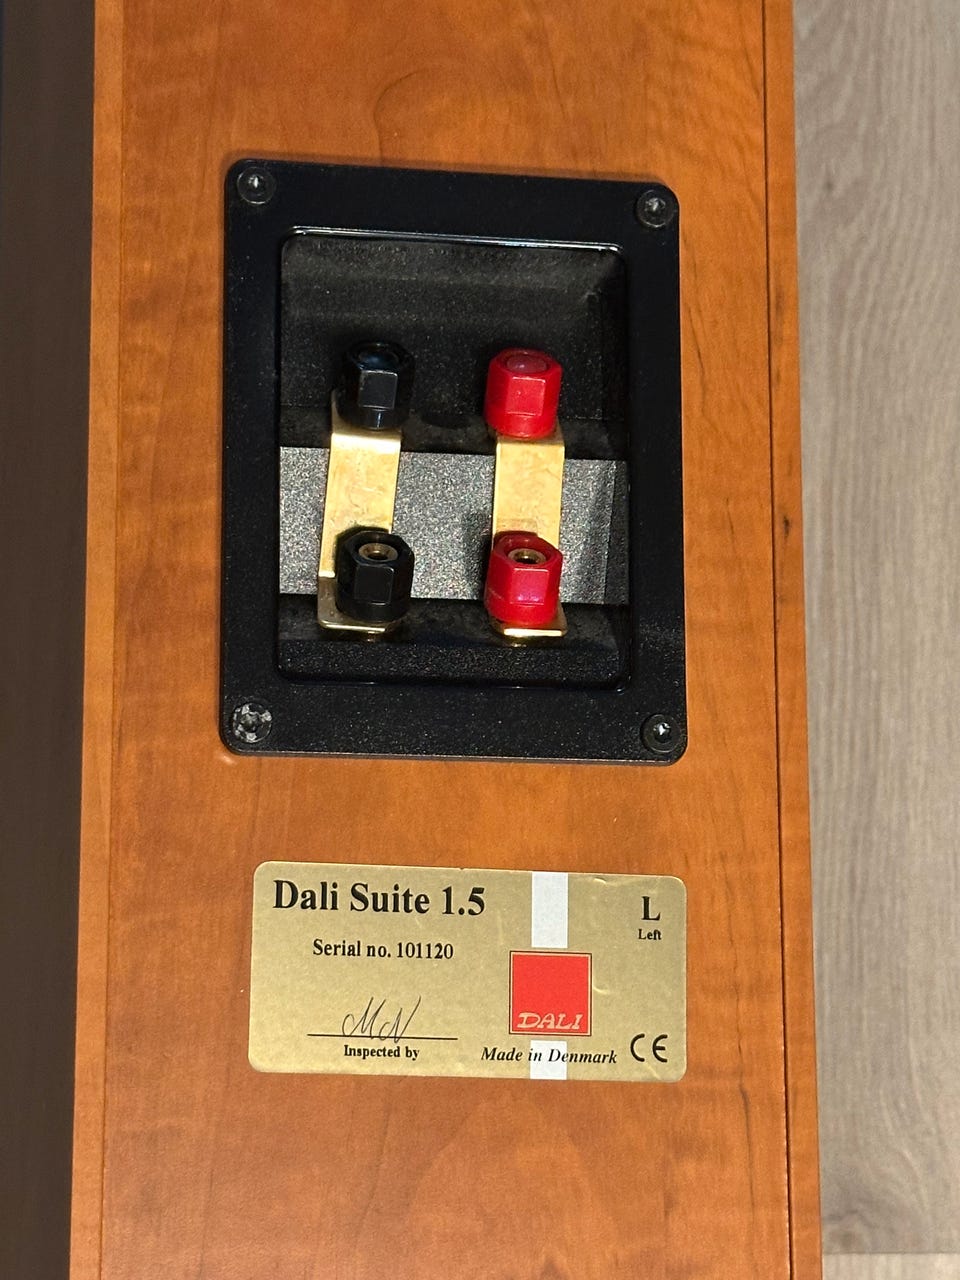 Dali Suite 1.5
L
Left
Serial no. 101120
DALI
Inspected by
Made in Denmark
CE